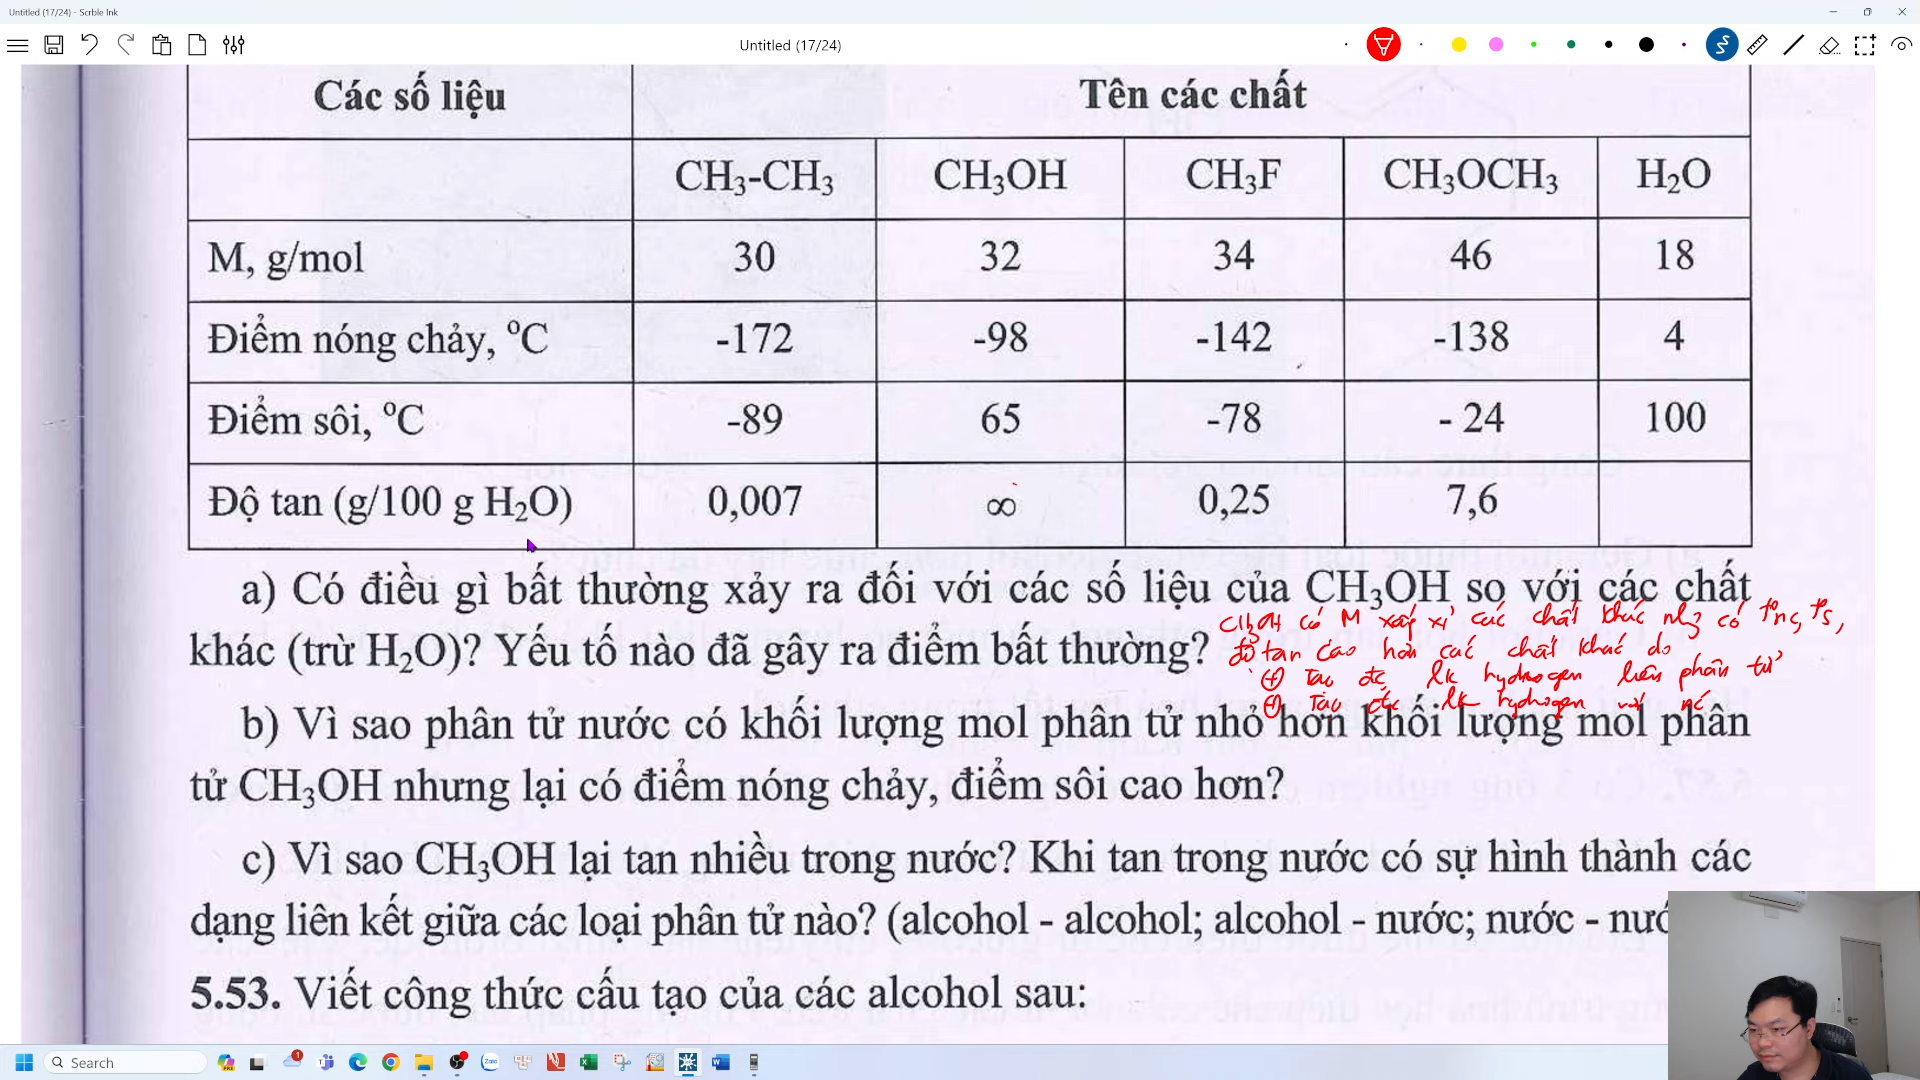 Untitled (17/24) - Scrble Ink
Untitled (17/24)
Các số liệu Tên các chất
CH₃-CH₃ CH₃OH CH₃F CH₃OCH₃ H₂O
M, g/mol 30 32 34 46 18
Điểm nóng chảy, ⁰C -172 -98 -142 -138 4
Điểm sôi, ⁰C -89 65 -78 - 24 100
Độ tan (g/100 g H₂O) 0,007 ∞ 0,25 7,6
a) Có điều gì bất thường xảy ra đối với các số liệu của CH₃OH so với các chất
CH₃OH có M xấp xỉ các chất khác nhg có t⁰nc, t⁰s,
khác (trừ H₂O)? Yếu tố nào đã gây ra điểm bất thường?
độ tan cao hơn các chất khác do
⊕ Tạo đc lk hydrogen liên phân tử
⊕ Tạo đc lk hydrogen với nc
b) Vì sao phân tử nước có khối lượng mol phân tử nhỏ hơn khối lượng mol phân
tử CH₃OH nhưng lại có điểm nóng chảy, điểm sôi cao hơn?
c) Vì sao CH₃OH lại tan nhiều trong nước? Khi tan trong nước có sự hình thành các
dạng liên kết giữa các loại phân tử nào? (alcohol - alcohol; alcohol - nước; nước - nướ
5.53. Viết công thức cấu tạo của các alcohol sau:
Search